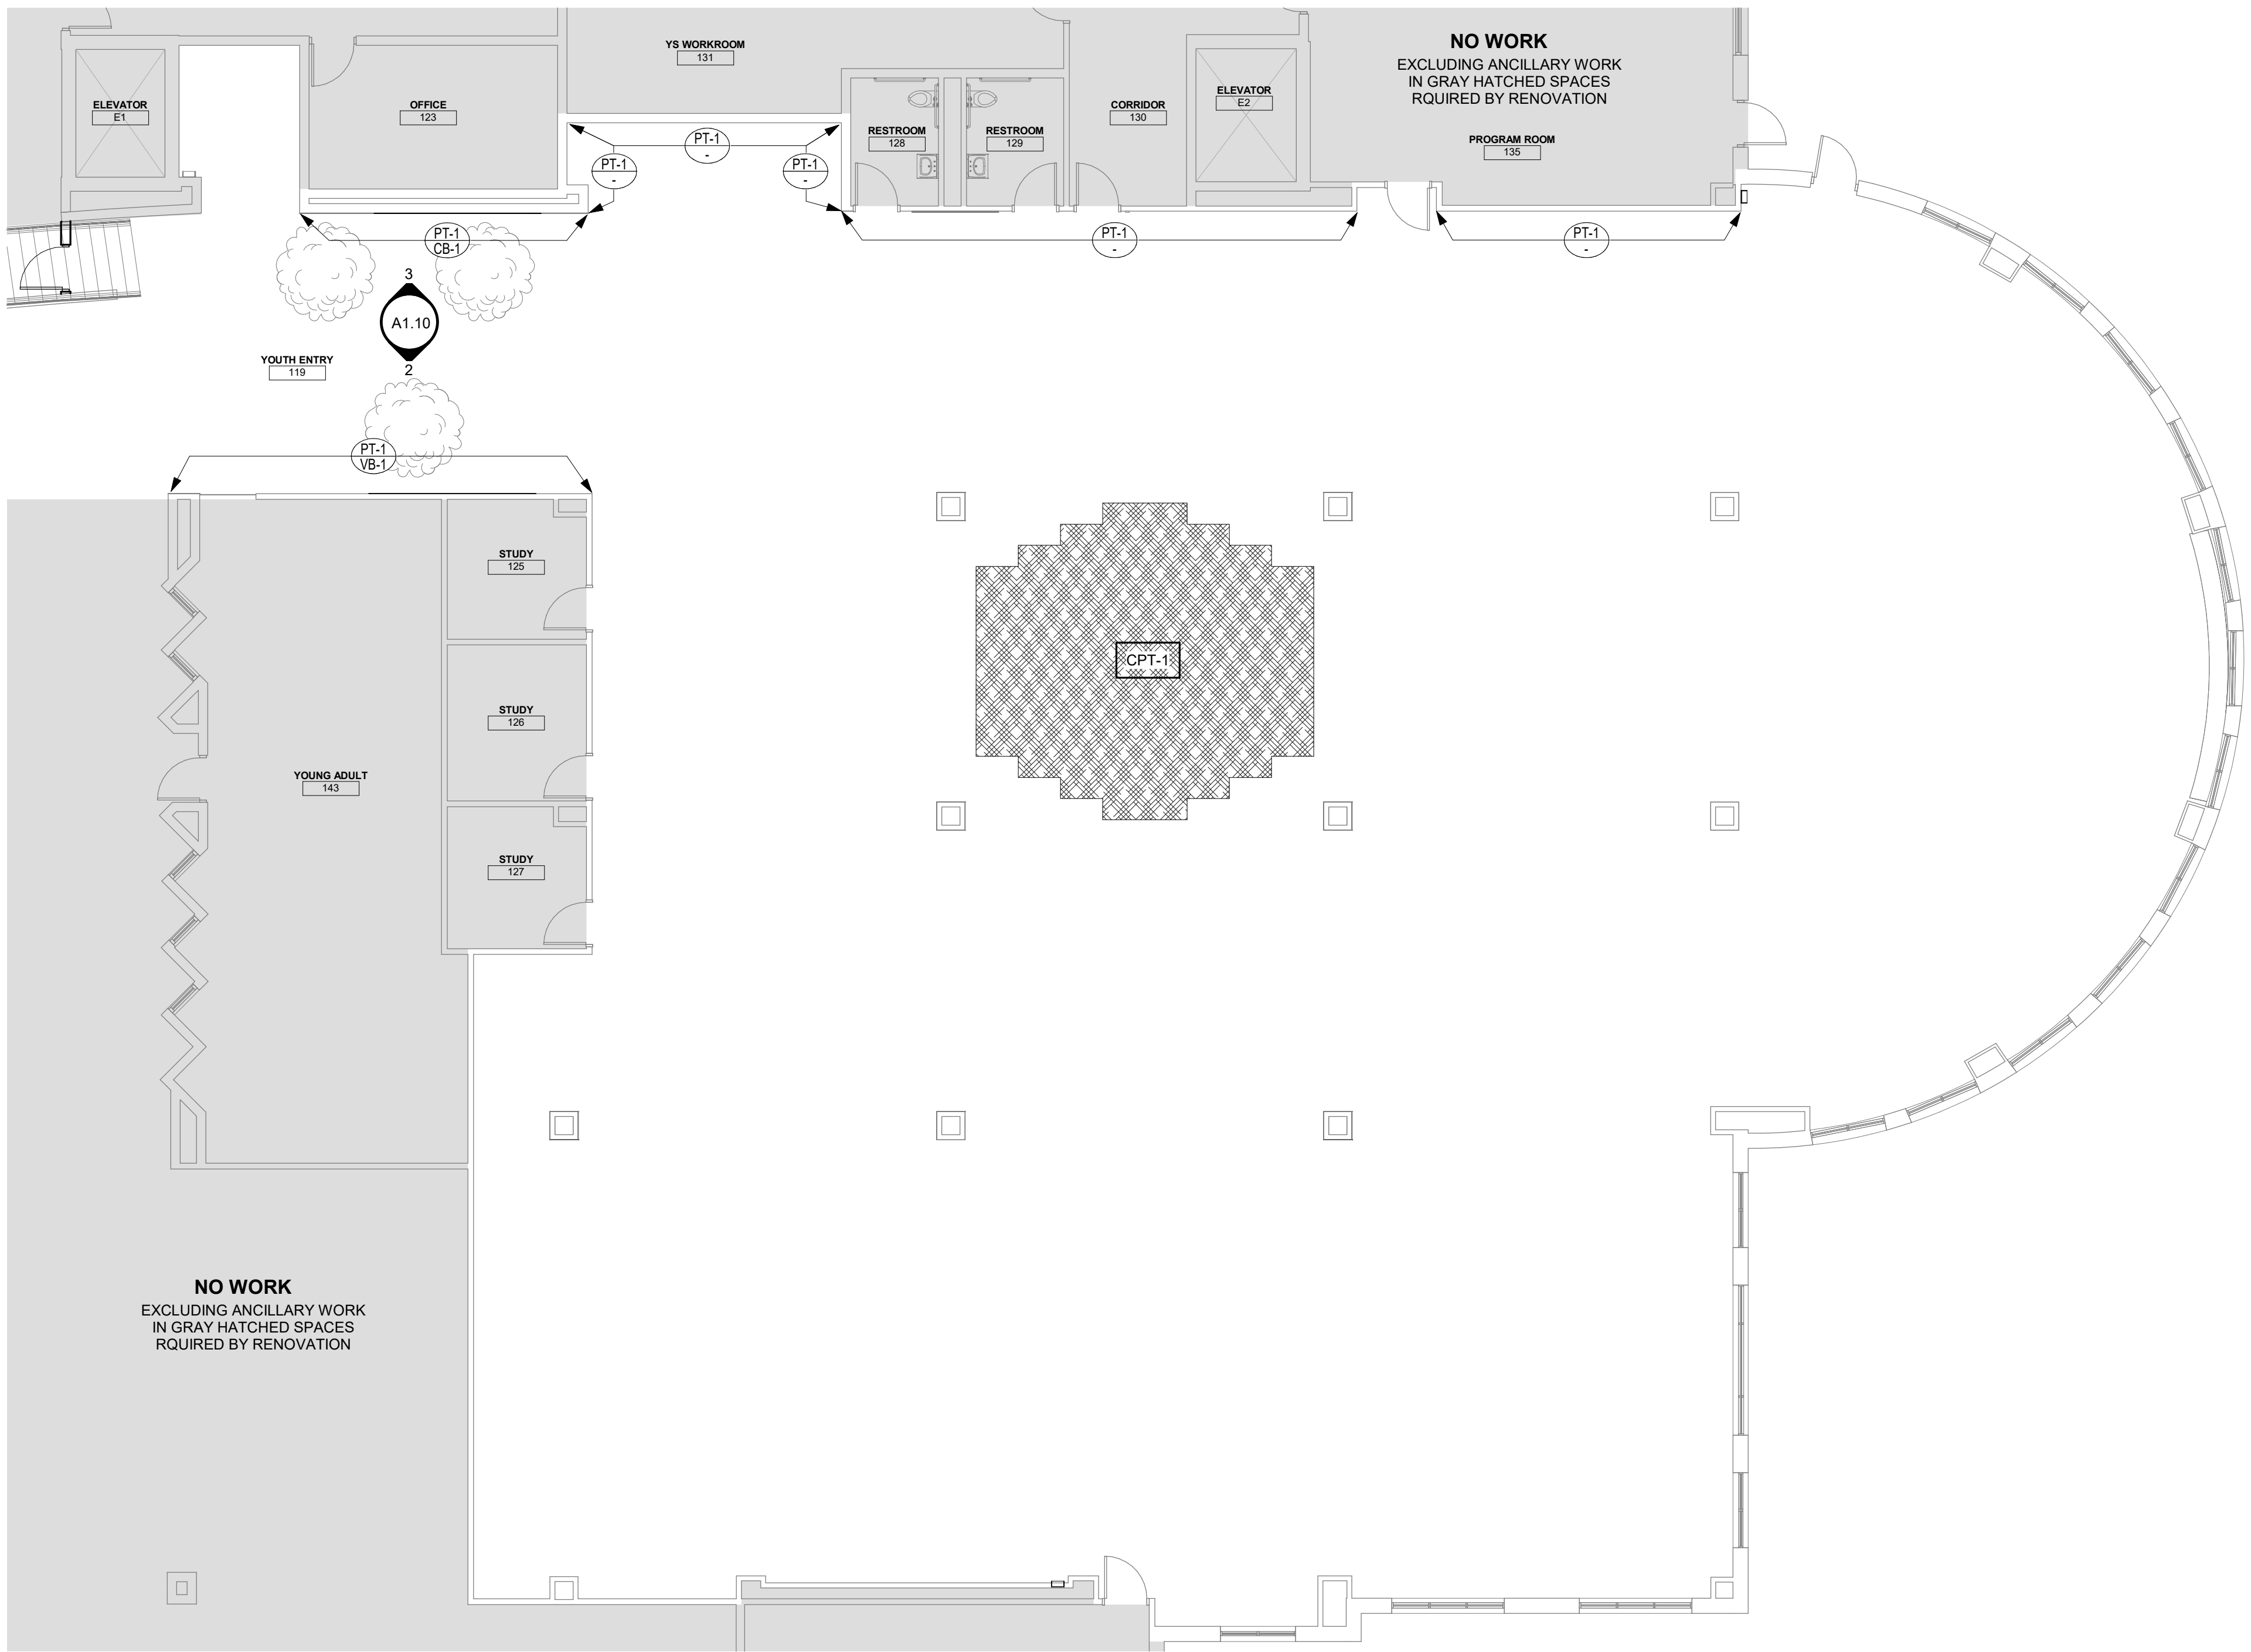 YS WORKROOM
131
NO WORK
EXCLUDING ANCILLARY WORK
IN GRAY HATCHED SPACES
RQUIRED BY RENOVATION
ELEVATOR
E1
OFFICE
123
CORRIDOR
130
ELEVATOR
E2
RESTROOM
128
RESTROOM
129
PROGRAM ROOM
135
PT-1
-
PT-1
-
PT-1
-
PT-1
CB-1
PT-1
-
PT-1
-
3
A1.10
2
YOUTH ENTRY
119
PT-1
VB-1
STUDY
125
CPT-1
STUDY
126
YOUNG ADULT
143
STUDY
127
NO WORK
EXCLUDING ANCILLARY WORK
IN GRAY HATCHED SPACES
RQUIRED BY RENOVATION